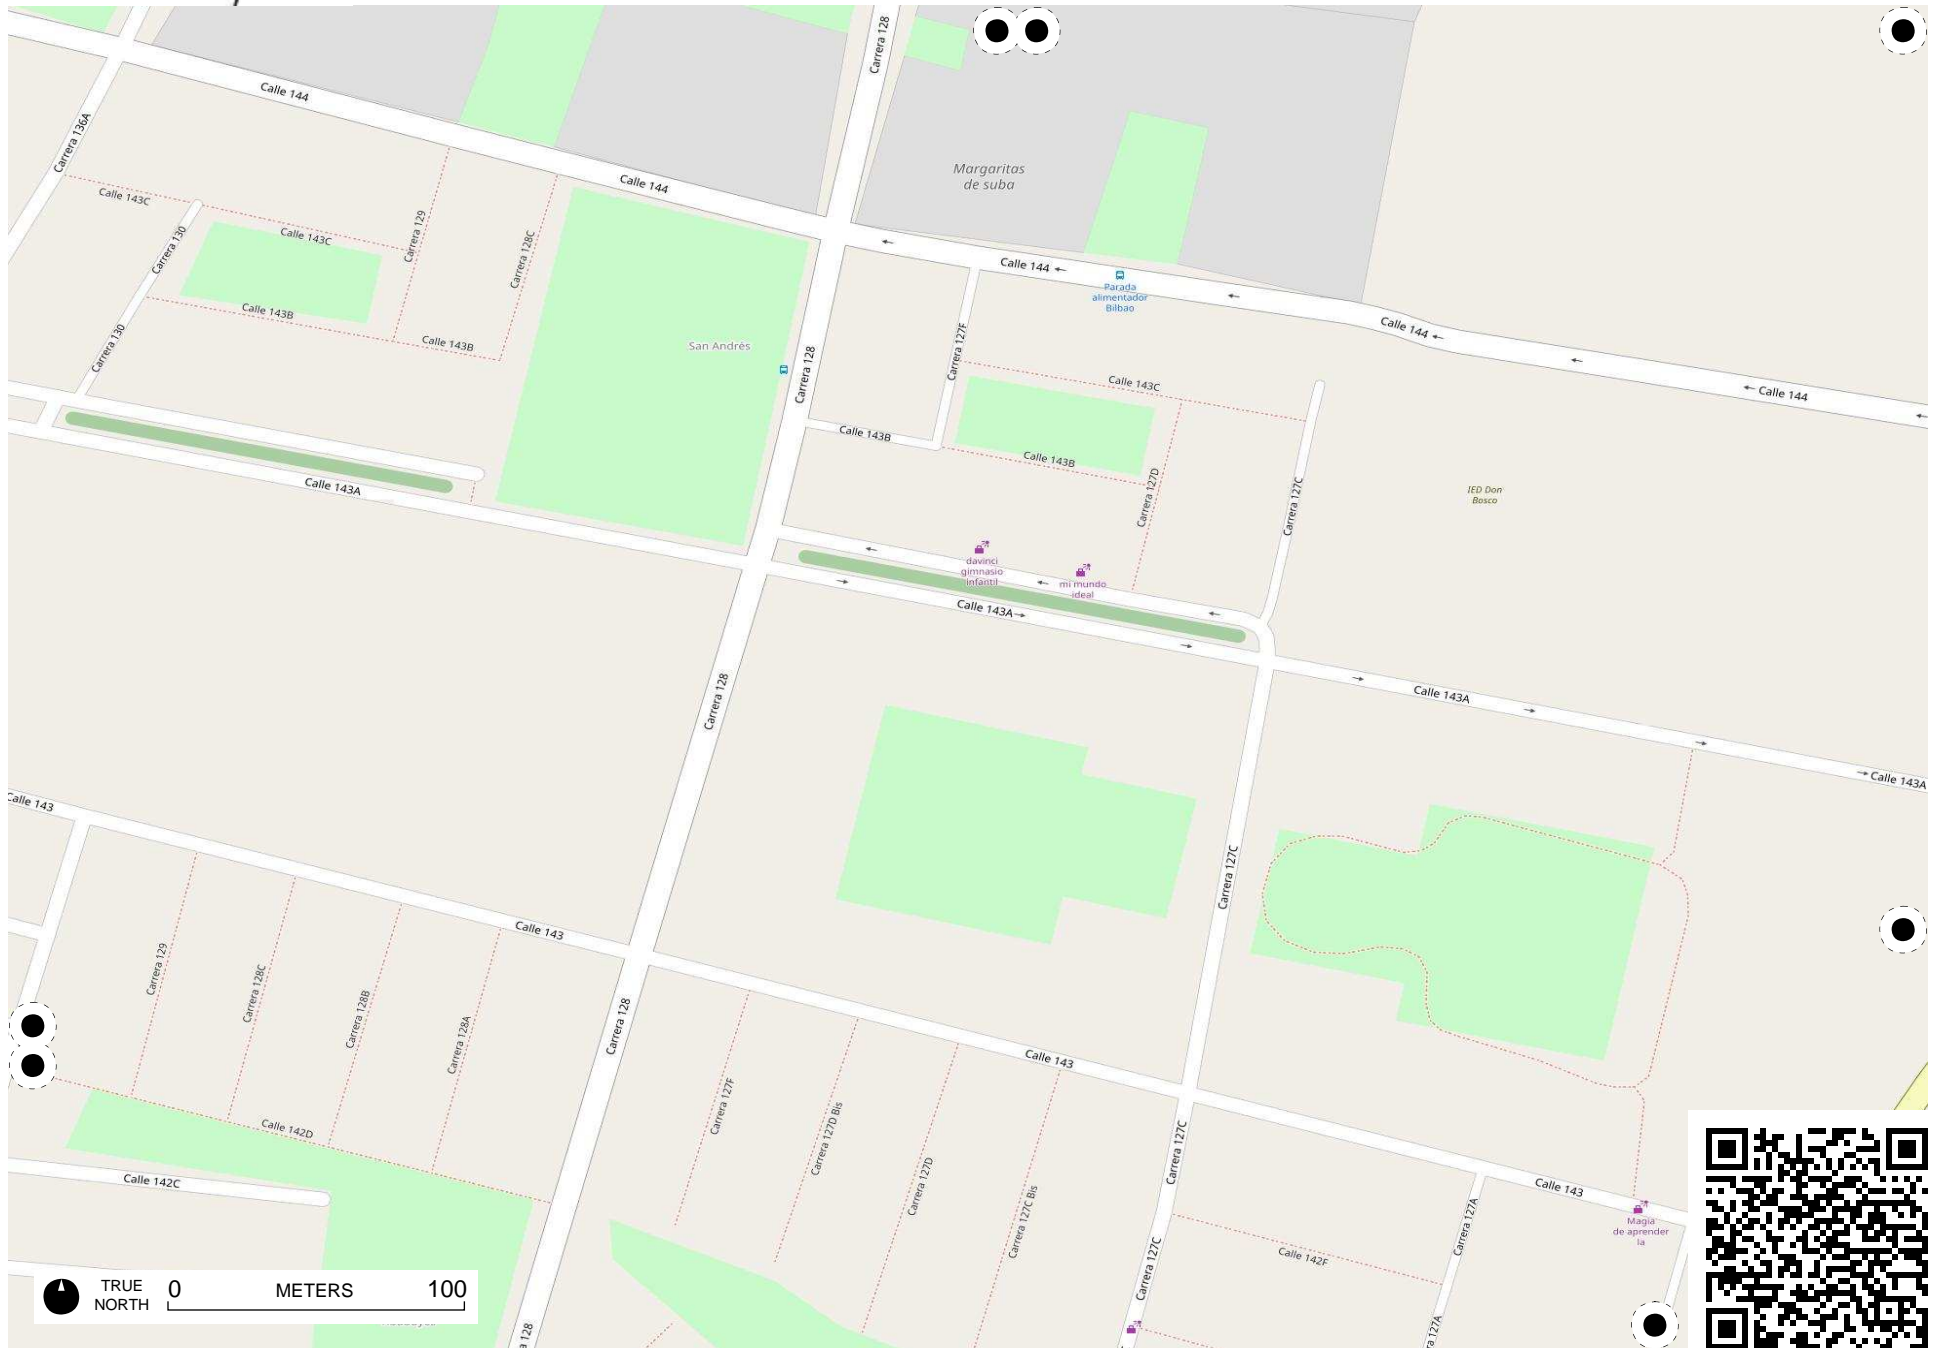 Carrera 128
Calle 144
Carrera 136A
Calle 144
Margaritas
de suba
Calle 143C
Carrera 130
Calle 143C
Carrera 129
Carrera 128C
Calle 144
Parada
alimentador
Bilbao
Calle 144
Calle 144
Calle 143B
Calle 143B
Carrera 130
San Andrés
Carrera 128
Carrera 127F
Calle 143C
Calle 143B
Calle 143B
Carrera 127D
Carrera 127C
IED Don
Bosco
Calle 143A
davinci
gimnasio
infantil
mi mundo
ideal
Calle 143A
Carrera 128
Calle 143A
Calle 143A
Calle 143
Carrera 127C
Calle 143
Carrera 129
Carrera 128C
Carrera 128B
Carrera 128A
Carrera 128
Calle 143
Calle 142D
Carrera 127F
Carrera 127D Bis
Carrera 127D
Carrera 127C Bis
Carrera 127C
Calle 142C
Calle 143
Carrera 127A
Magia
de aprender
la
Calle 142F
Carrera 127C
TRUE
NORTH
0 METERS 100
a 128
ra 127A